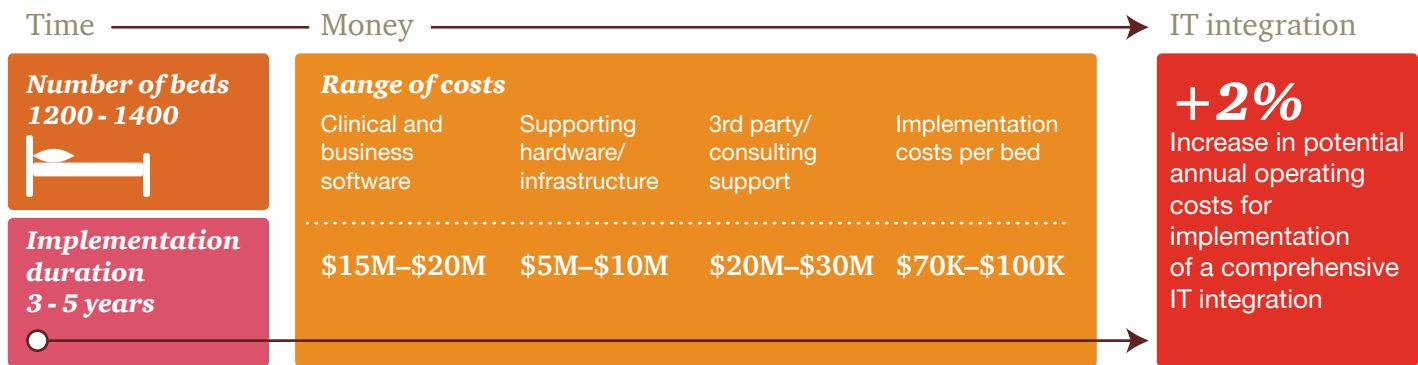 Time
Money
IT integration
Number of beds
1200 - 1400
Implementation
duration
3 - 5 years
Range of costs
Clinical and
business
software
$15M–$20M
Supporting
hardware/
infrastructure
$5M–$10M
3rd party/
consulting
support
$20M–$30M
Implementation
costs per bed
$70K–$100K
+2%
Increase in potential
annual operating
costs for
implementation
of a comprehensive
IT integration